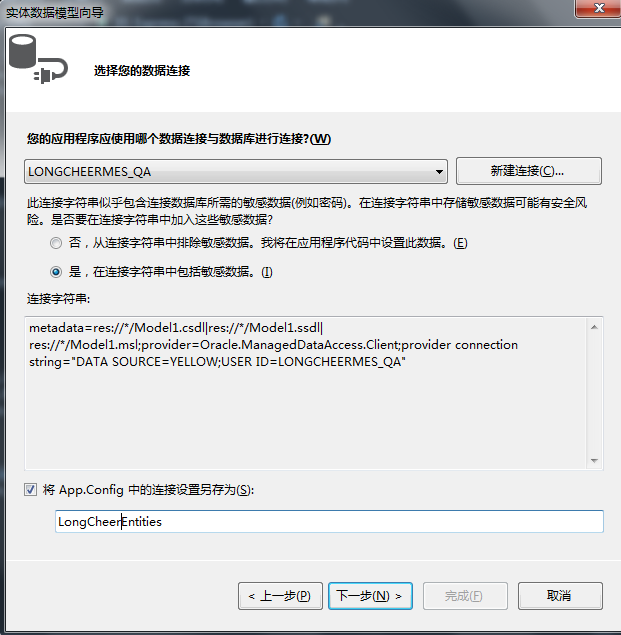 实体数据模型向导
选择您的数据连接
您的应用程序应使用哪个数据连接与数据库进行连接?(W)
LONGCHEERMES_QA
新建连接(C)...
此连接字符串似乎包含连接数据库所需的敏感数据(例如密码)。在连接字符串中存储敏感数据可能有安全风
险。是否要在连接字符串中加入这些敏感数据?
否，从连接字符串中排除敏感数据。我将在应用程序代码中设置此数据。(E)
是，在连接字符串中包括敏感数据。(I)
连接字符串:
metadata=res://*/Model1.csdl|res://*/Model1.ssdl|
res://*/Model1.msl;provider=Oracle.ManagedDataAccess.Client;provider connection
string="DATA SOURCE=YELLOW;USER ID=LONGCHEERMES_QA"
将 App.Config 中的连接设置另存为(S):
LongCheerEntities
< 上一步(P)
下一步(N) >
完成(F)
取消